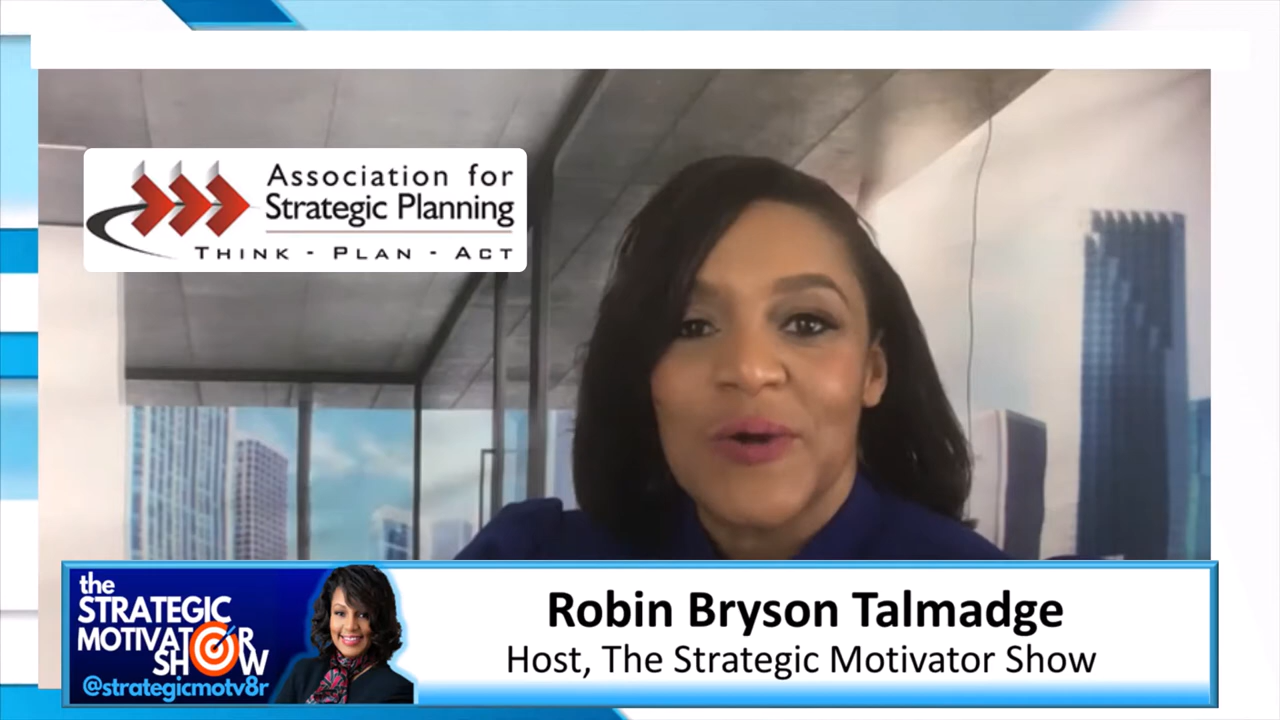 Association for
Strategic Planning
THINK - PLAN - ACT
the
STRATEGIC
MOTIVATOR
SHOW
@strategicmotv8r
Robin Bryson Talmadge
Host, The Strategic Motivator Show